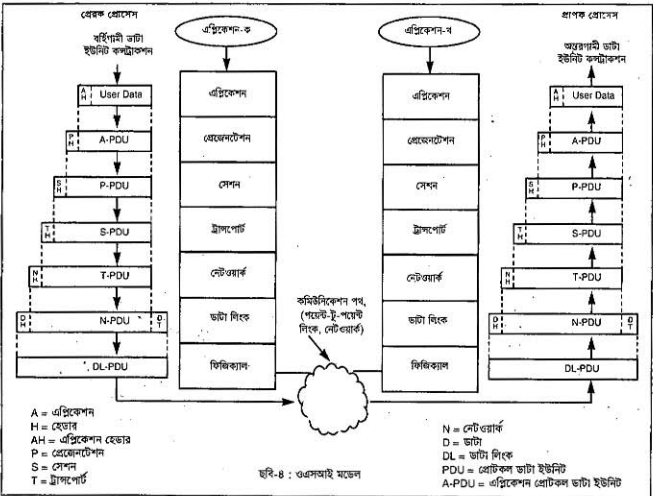 প্রেরক প্রোসেস
বর্হিগামী ডাটা
ইউনিট কন্সট্রাকশন
AH User Data
PH A-PDU
SH P-PDU
TH S-PDU
NH T-PDU
DH N-PDU DT
DL-PDU
এপ্লিকেশন-ক
এপ্লিকেশন
প্রেজেনটেশন
সেশন
ট্রান্সপোর্ট
নেটওয়ার্ক
ডাটা লিংক
ফিজিক্যাল
কমিউনিকেশন পথ,
(পয়েন্ট-টু-পয়েন্ট
লিংক, নেটওয়ার্ক)
এপ্লিকেশন-খ
এপ্লিকেশন
প্রেজেনটেশন
সেশন
ট্রান্সপোর্ট
নেটওয়ার্ক
ডাটা লিংক
ফিজিক্যাল
প্রাপক প্রোসেস
অন্তরগামী ডাটা
ইউনিট কন্সট্রাকশন
AH User Data
PH A-PDU
SH P-PDU
TH S-PDU
NH T-PDU
DH N-PDU DT
DL-PDU
A = এপ্লিকেশন
H = হেডার
AH = এপ্লিকেশন হেডার
P = প্রেজেনটেশন
S = সেশন
T = ট্রান্সপোর্ট
ছবি-৪ : ওএসআই মডেল
N = নেটওয়ার্ক
D = ডাটা
DL = ডাটা লিংক
PDU = প্রোটকল ডাটা ইউনিট
A-PDU = এপ্লিকেশন প্রোটকল ডাটা ইউনিট